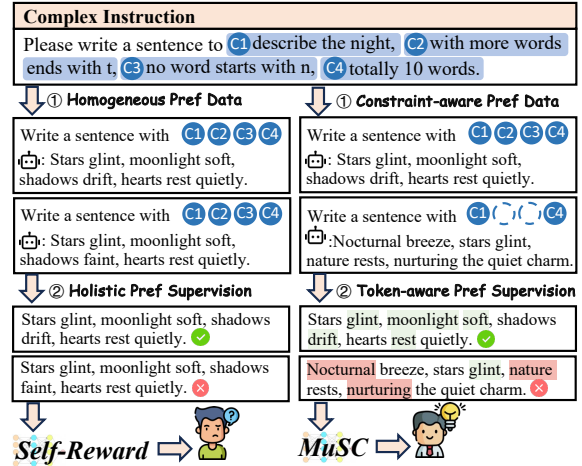 Complex Instruction
Please write a sentence to C1 describe the night, C2 with more words
ends with t, C3 no word starts with n, C4 totally 10 words.
① Homogeneous Pref Data
Write a sentence with C1 C2 C3 C4
: Stars glint, moonlight soft,
shadows drift, hearts rest quietly.
Write a sentence with C1 C2 C3 C4
: Stars glint, moonlight soft,
shadows faint, hearts rest quietly.
② Holistic Pref Supervision
Stars glint, moonlight soft, shadows
drift, hearts rest quietly.
Stars glint, moonlight soft, shadows
faint, hearts rest quietly.
Self-Reward
① Constraint-aware Pref Data
Write a sentence with C1 C2 C3 C4
: Stars glint, moonlight soft,
shadows drift, hearts rest quietly.
Write a sentence with C1 C4
:Nocturnal breeze, stars glint,
nature rests, nurturing the quiet charm.
② Token-aware Pref Supervision
Stars glint, moonlight soft, shadows
drift, hearts rest quietly.
Nocturnal breeze, stars glint, nature
rests, nurturing the quiet charm.
MuSC